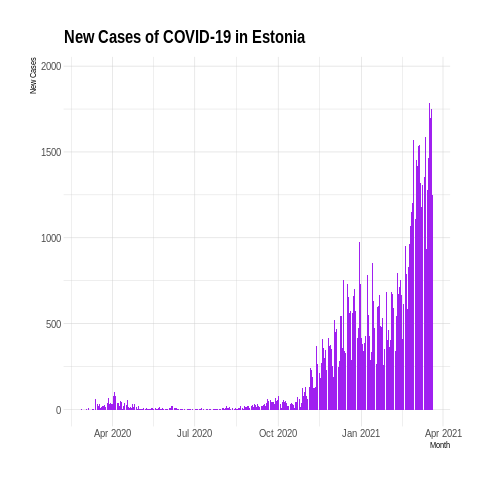 New Cases of COVID-19 in Estonia
New Cases
2000
1500
1000
500
0
Apr 2020
Jul 2020
Oct 2020
Jan 2021
Apr 2021
Month